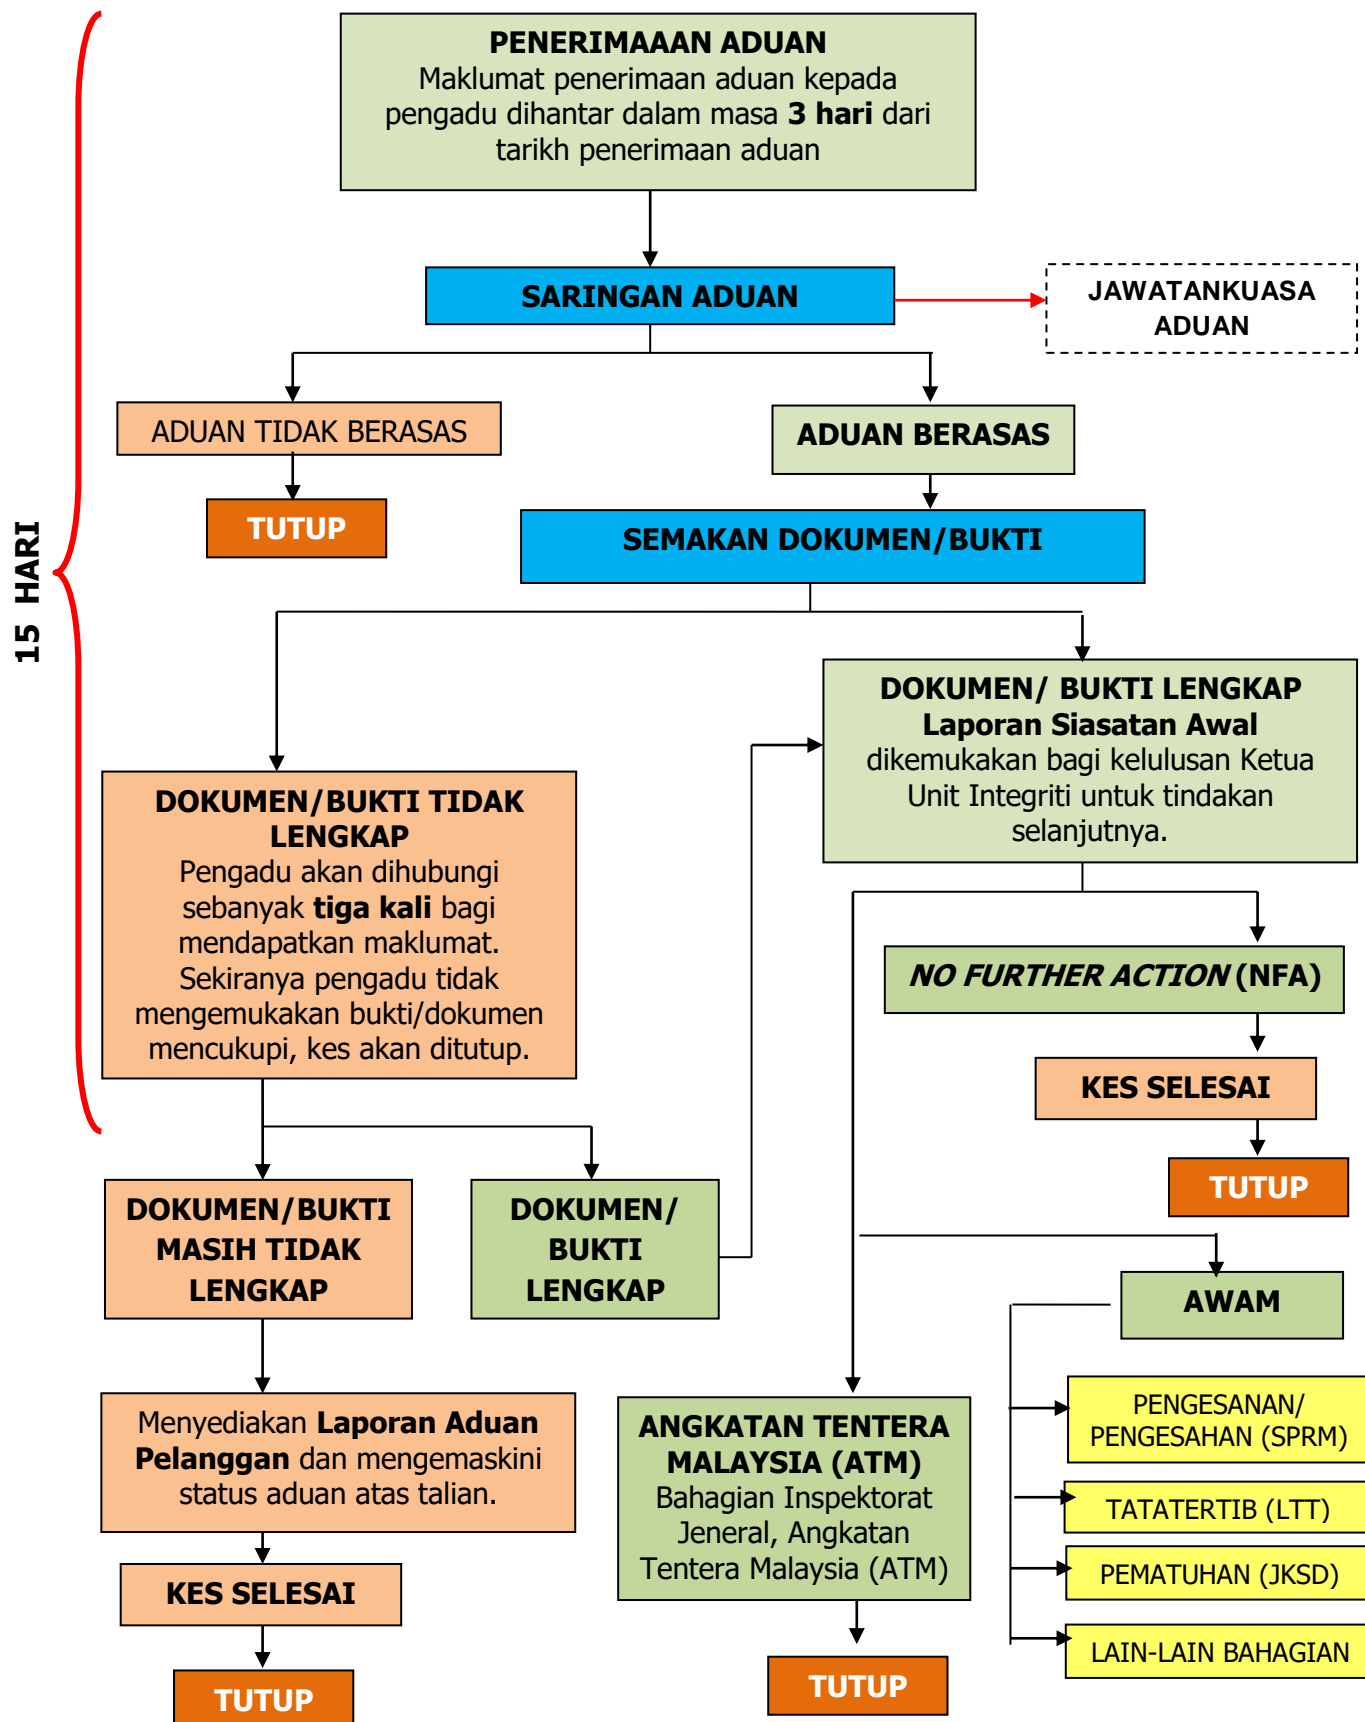 PENERIMAAAN ADUAN
Maklumat penerimaan aduan kepada
pengadu dihantar dalam masa 3 hari dari
tarikh penerimaan aduan
SARINGAN ADUAN
JAWATANKUASA
ADUAN
ADUAN TIDAK BERASAS
ADUAN BERASAS
TUTUP
SEMAKAN DOKUMEN/BUKTI
15 HARI
DOKUMEN/ BUKTI LENGKAP
Laporan Siasatan Awal
dikemukakan bagi kelulusan Ketua
Unit Integriti untuk tindakan
selanjutnya.
DOKUMEN/BUKTI TIDAK
LENGKAP
Pengadu akan dihubungi
sebanyak tiga kali bagi
mendapatkan maklumat.
Sekiranya pengadu tidak
mengemukakan bukti/dokumen
mencukupi, kes akan ditutup.
NO FURTHER ACTION (NFA)
KES SELESAI
TUTUP
DOKUMEN/BUKTI
MASIH TIDAK
LENGKAP
DOKUMEN/
BUKTI
LENGKAP
AWAM
Menyediakan Laporan Aduan
Pelanggan dan mengemaskini
status aduan atas talian.
ANGKATAN TENTERA
MALAYSIA (ATM)
Bahagian Inspektorat
Jeneral, Angkatan
Tentera Malaysia (ATM)
PENGESANAN/
PENGESAHAN (SPRM)
TATATERTIB (LTT)
PEMATUHAN (JKSD)
LAIN-LAIN BAHAGIAN
KES SELESAI
TUTUP
TUTUP